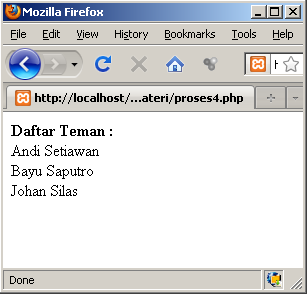 Mozilla Firefox
File Edit View History Bookmarks Tools Help
http://localhost/...ateri/proses4.php
Daftar Teman :
Andi Setiawan
Bayu Saputro
Johan Silas
Done